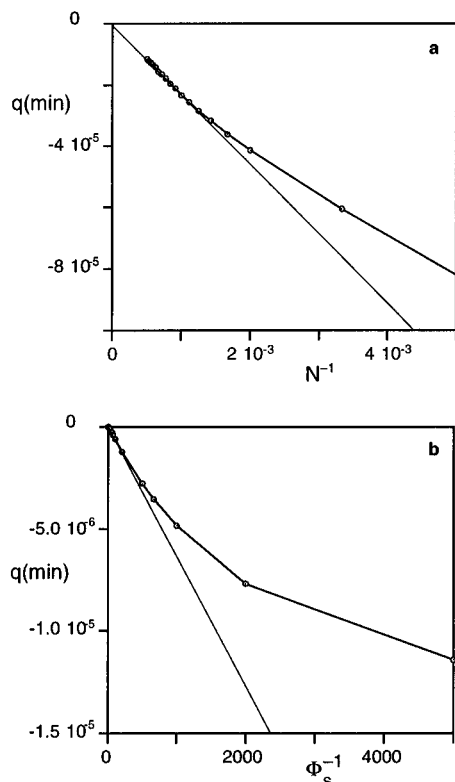 0
a
q(min)
-4 10⁻⁵
-8 10⁻⁵
0
2 10⁻³
4 10⁻³
N⁻¹
0
b
-5.0 10⁻⁶
q(min)
-1.0 10⁻⁵
-1.5 10⁻⁵
0
2000
4000
Φₛ⁻¹